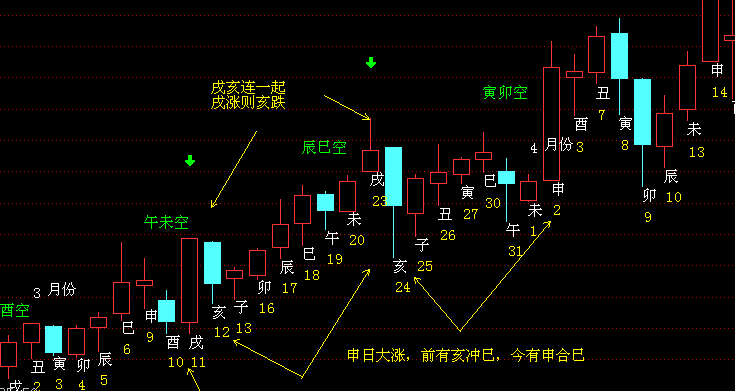 戌亥连一起
戌涨则亥跌
寅卯空
辰巳空
午未空
酉空
3 月份
4 月份
戌
丑
2
寅
3
卯
4
辰
5
巳
6
申
9
酉
10
戌
11
亥
12
子
13
卯
16
辰
17
巳
18
午
19
未
20
戌
23
亥
24
子
25
丑
26
寅
27
巳
30
午
31
未
1
申
2
酉
3
丑
7
寅
8
卯
9
辰
10
未
13
申
14
申日大涨，前有亥冲巳，今有申合巳